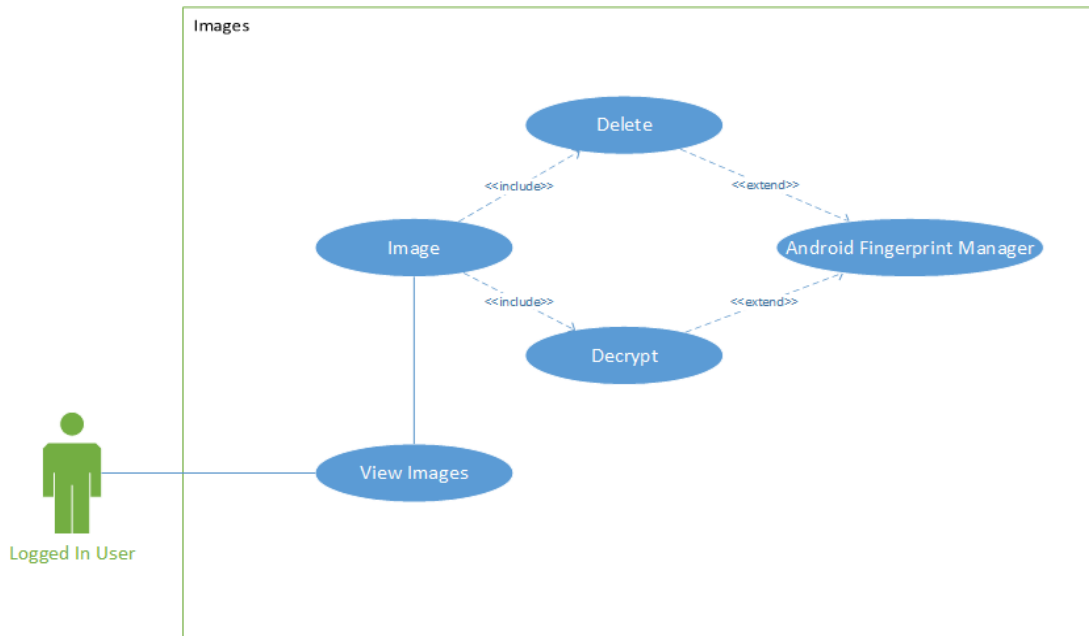 Images
Delete
<<include>>
<<extend>>
Image
Android Fingerprint Manager
<<include>>
<<extend>>
Decrypt
View Images
Logged In User